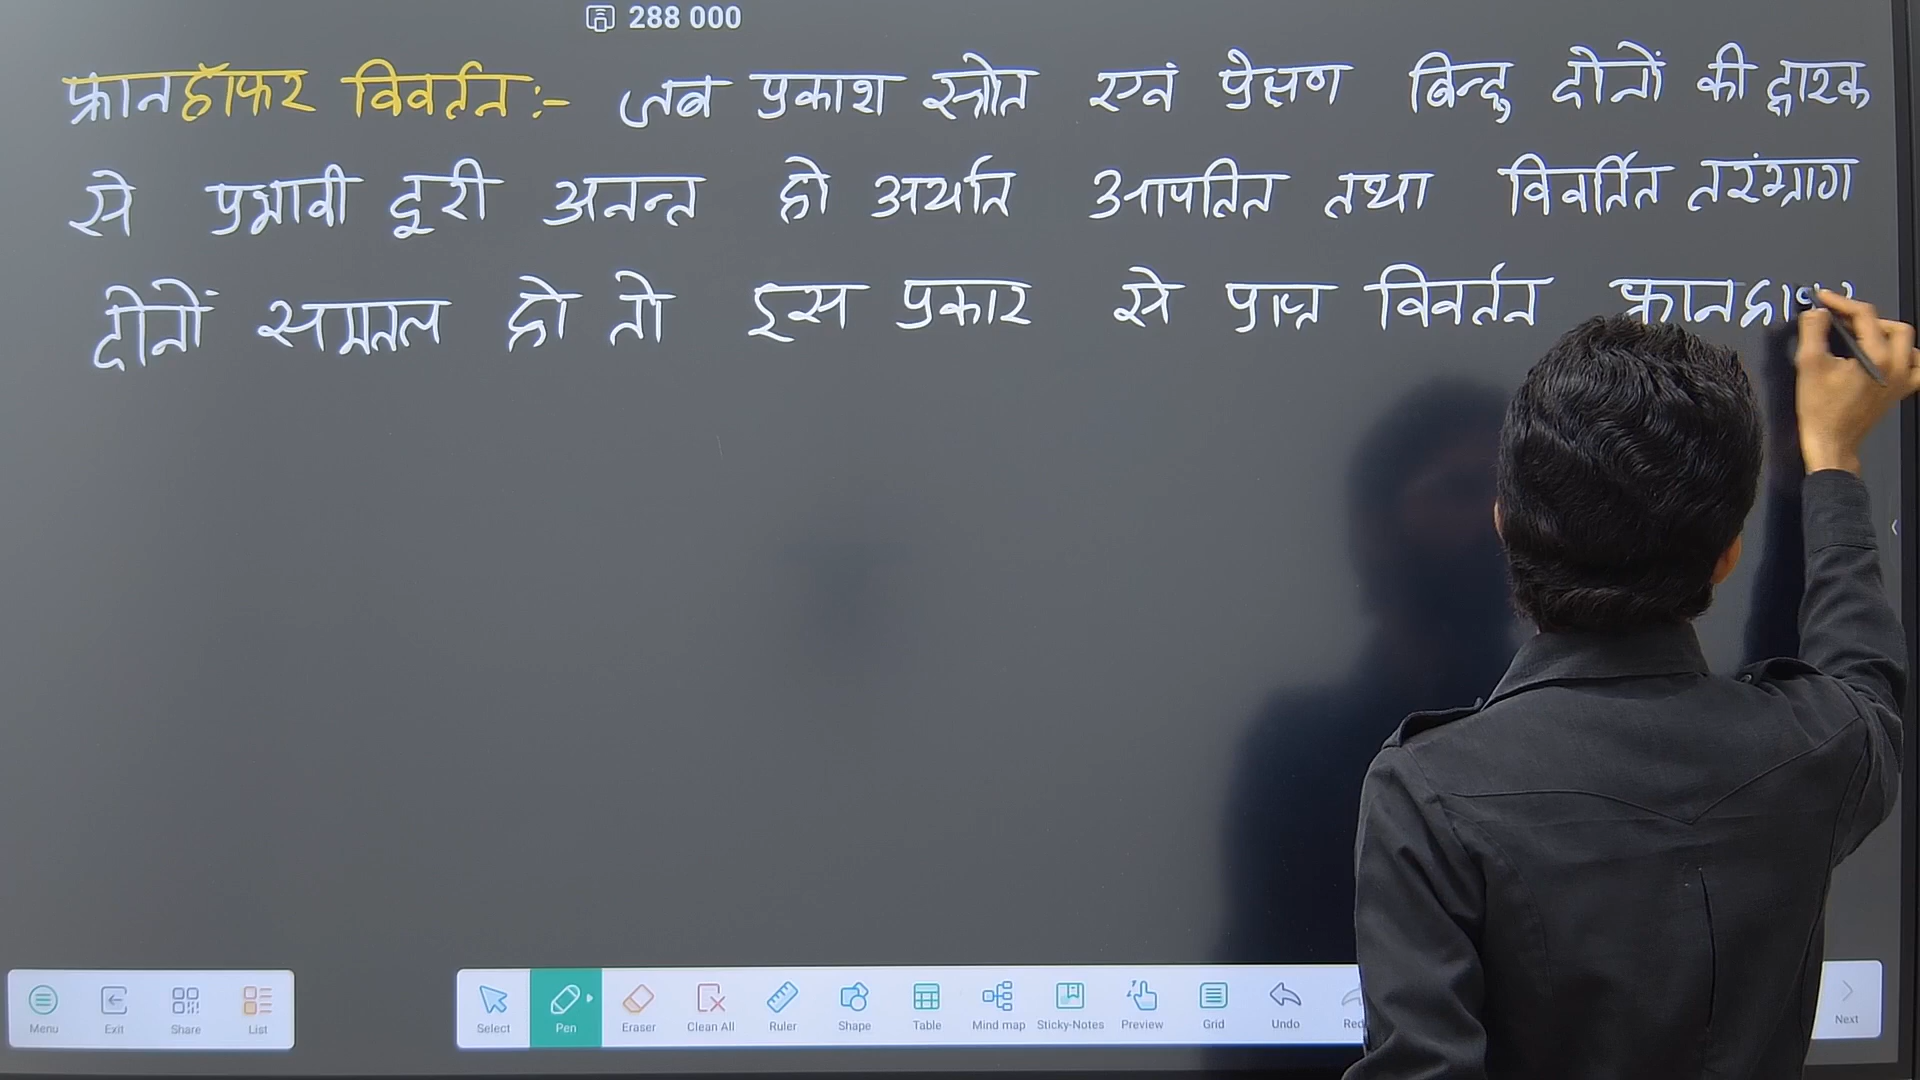 288 000
फ्रानहॉफर विवर्तन :- जब प्रकाश स्त्रोत एवं प्रेक्षण बिन्दु दोनों की द्वारक
से प्रभावी दूरी अनन्त हो अर्थात आपतित तथा विवर्तित तरंगाग्र
दोनों समतल हो तो इस प्रकार से प्राप्त विवर्तन
Menu Exit Share List Select Pen Eraser Clean All Ruler Shape Table Mind map Sticky-Notes Preview Grid Undo Next